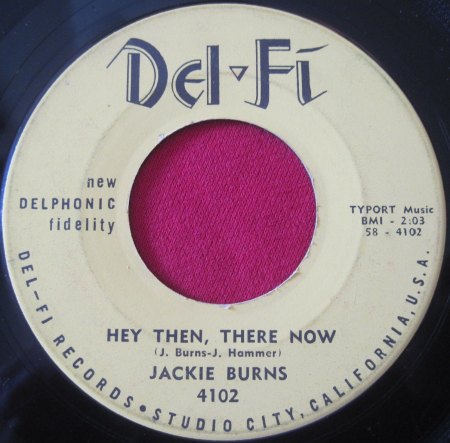 DEL-FI
new
DELPHONIC
fidelity
TYPORT Music
BMI - 2:03
58 - 4102
HEY THEN, THERE NOW
(J. Burns-J. Hammer)
JACKIE BURNS
4102
DEL-FI RECORDS • STUDIO CITY, CALIFORNIA, U.S.A.